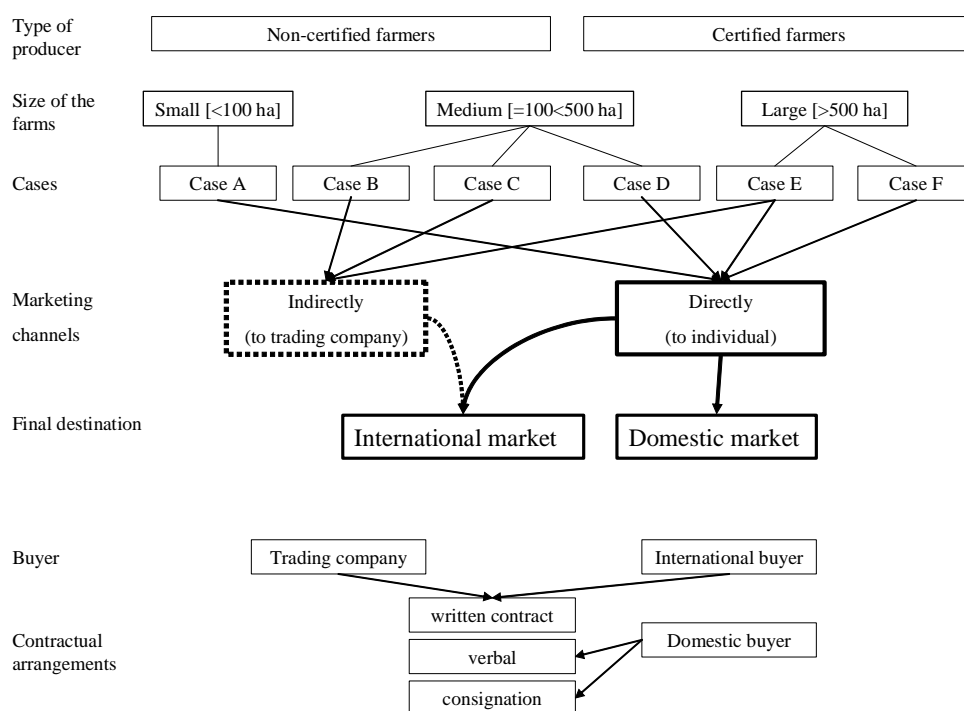 Type of
producer
Non-certified farmers
Certified farmers
Size of the
farms
Small [<100 ha]
Medium [=100<500 ha]
Large [>500 ha]
Cases
Case A
Case B
Case C
Case D
Case E
Case F
Marketing
channels
Indirectly
(to trading company)
Directly
(to individual)
Final destination
International market
Domestic market
Buyer
Trading company
International buyer
written contract
Contractual
arrangements
Domestic buyer
verbal
consignation